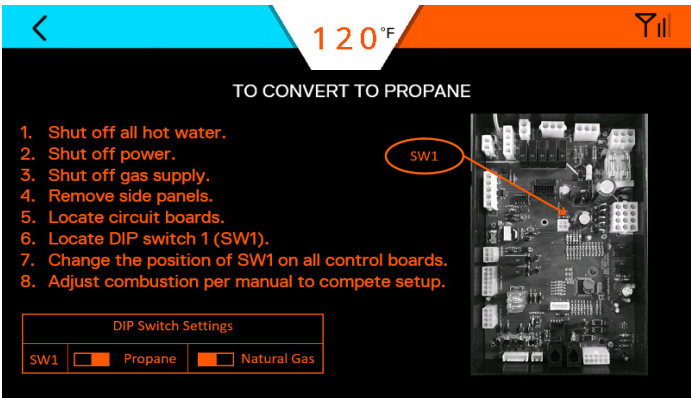 120°F
TO CONVERT TO PROPANE
1. Shut off all hot water.
2. Shut off power.
3. Shut off gas supply.
4. Remove side panels.
5. Locate circuit boards.
6. Locate DIP switch 1 (SW1).
7. Change the position of SW1 on all control boards.
8. Adjust combustion per manual to compete setup.
SW1
DIP Switch Settings
SW1 Propane Natural Gas